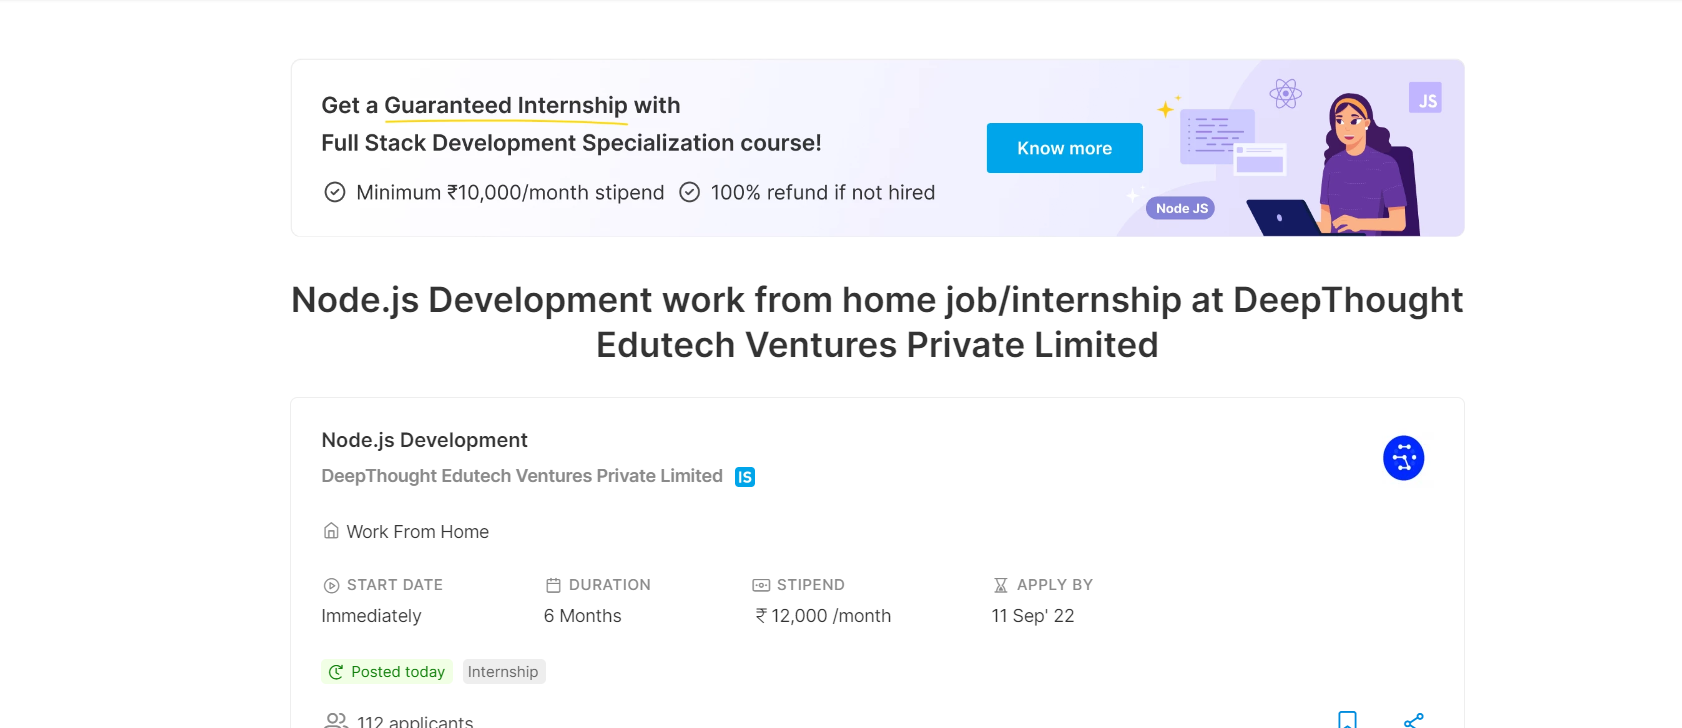 Get a Guaranteed Internship with
Full Stack Development Specialization course!
Minimum ₹10,000/month stipend 100% refund if not hired
Know more
JS
Node JS
Node.js Development work from home job/internship at DeepThought
Edutech Ventures Private Limited
Node.js Development
DeepThought Edutech Ventures Private Limited IS
Work From Home
START DATE DURATION STIPEND APPLY BY
Immediately 6 Months ₹ 12,000 /month 11 Sep' 22
Posted today Internship
112 applicants